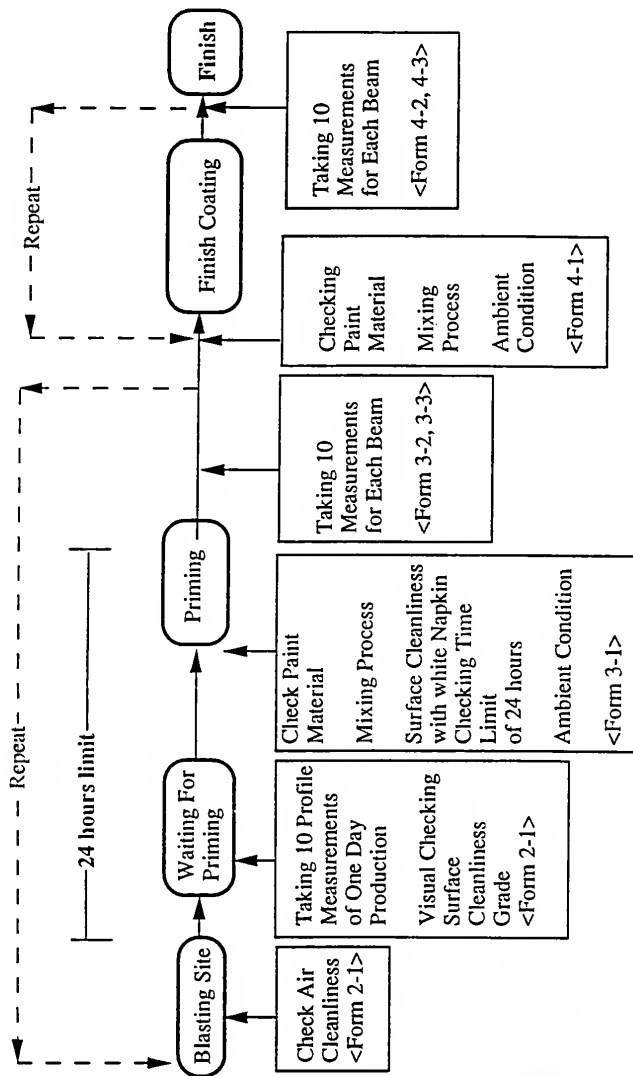 Repeat
Repeat
24 hours limit
Blasting Site
Waiting For
Priming
Priming
Finish Coating
Finish
Check Air
Cleanliness
<Form 2-1>
Taking 10 Profile
Measurements
of One Day
Production
Visual Checking
Surface
Cleanliness
Grade
<Form 2-1>
Check Paint
Material
Mixing Process
Surface Cleanliness
with white Napkin
Checking Time
Limit
of 24 hours
Ambient Condition
<Form 3-1>
Taking 10
Measurements
for Each Beam
<Form 3-2, 3-3>
Checking
Paint
Material
Mixing
Process
Ambient
Condition
<Form 4-1>
Taking 10
Measurements
for Each Beam
<Form 4-2, 4-3>